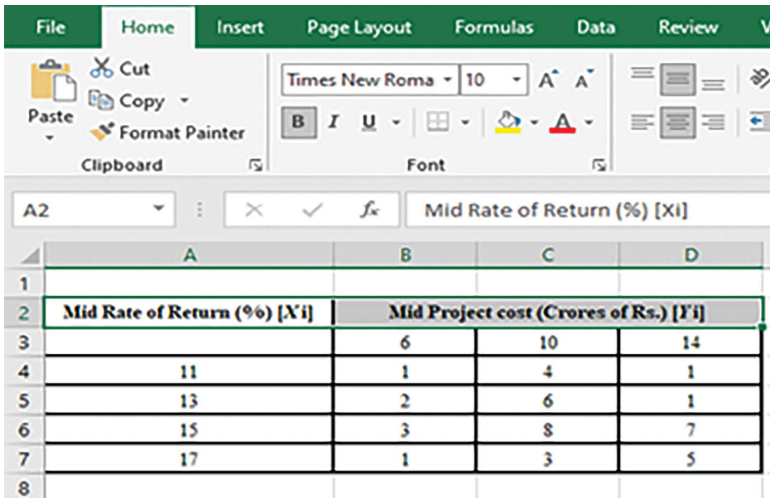 File Home Insert Page Layout Formulas Data Review
Cut
Copy
Format Painter
Paste
Times New Roma 10 A A
B I U A
Clipboard Font
A2 fx Mid Rate of Return (%) [Xi]
A B C D
1
2 Mid Rate of Return (%) [Xi] Mid Project cost (Crores of Rs.) [Yi]
3 6 10 14
4 11 1 4 1
5 13 2 6 1
6 15 3 8 7
7 17 1 3 5
8